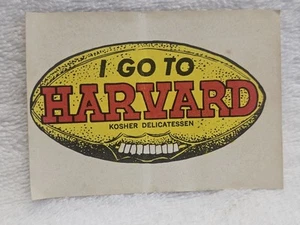 I GO TO
HARVARD
KOSHER DELICATESSEN